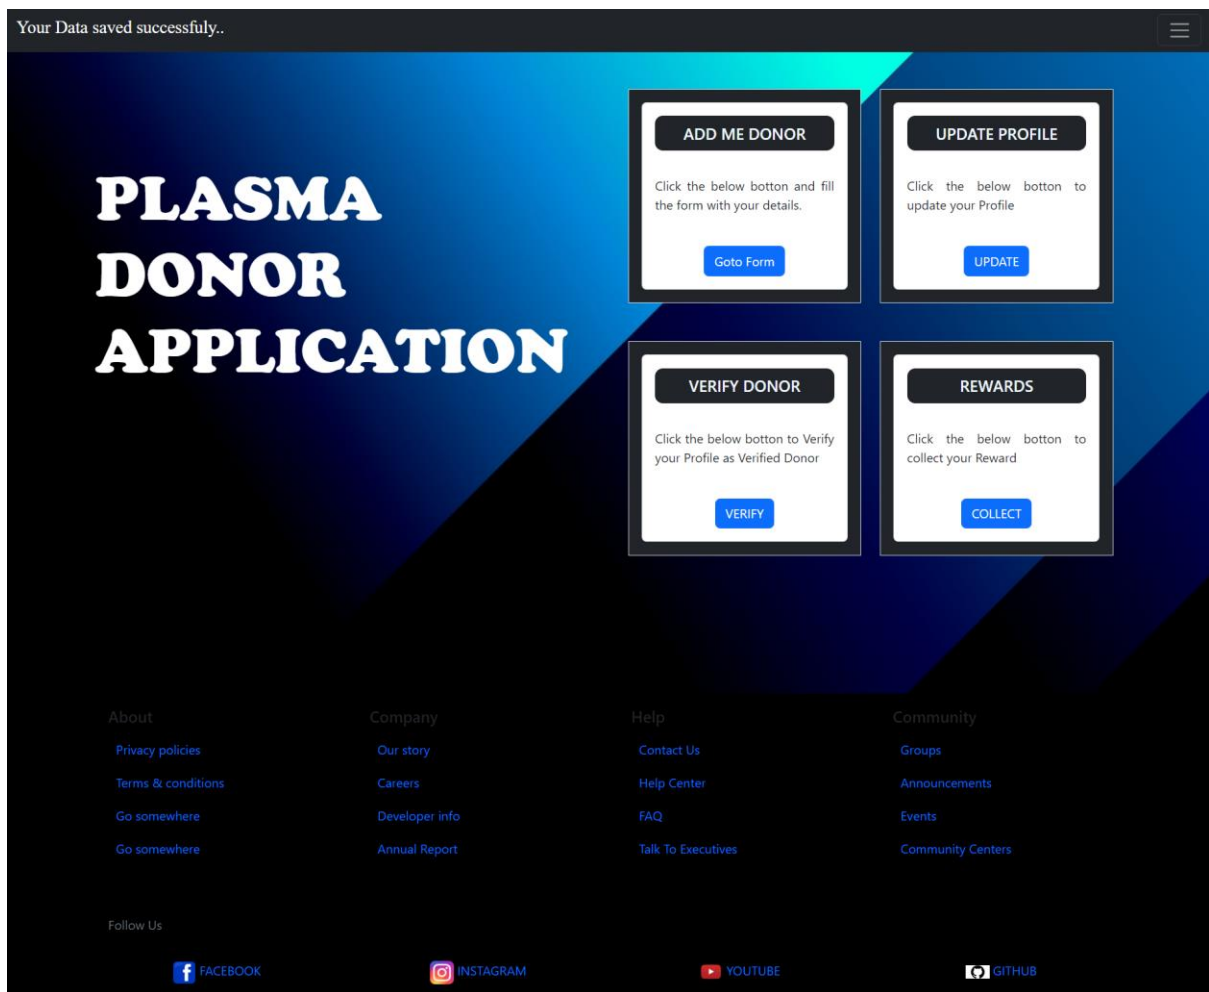 Your Data saved successfuly..
PLASMA
DONOR
APPLICATION
ADD ME DONOR
Click the below botton and fill
the form with your details.
Goto Form
UPDATE PROFILE
Click the below botton to
update your Profile
UPDATE
VERIFY DONOR
Click the below botton to Verify
your Profile as Verified Donor
VERIFY
REWARDS
Click the below botton to
collect your Reward
COLLECT
About
Privacy policies
Terms & conditions
Go somewhere
Go somewhere
Company
Our story
Careers
Developer info
Annual Report
Help
Contact Us
Help Center
FAQ
Talk To Executives
Community
Groups
Announcements
Events
Community Centers
Follow Us
FACEBOOK
INSTAGRAM
YOUTUBE
GITHUB